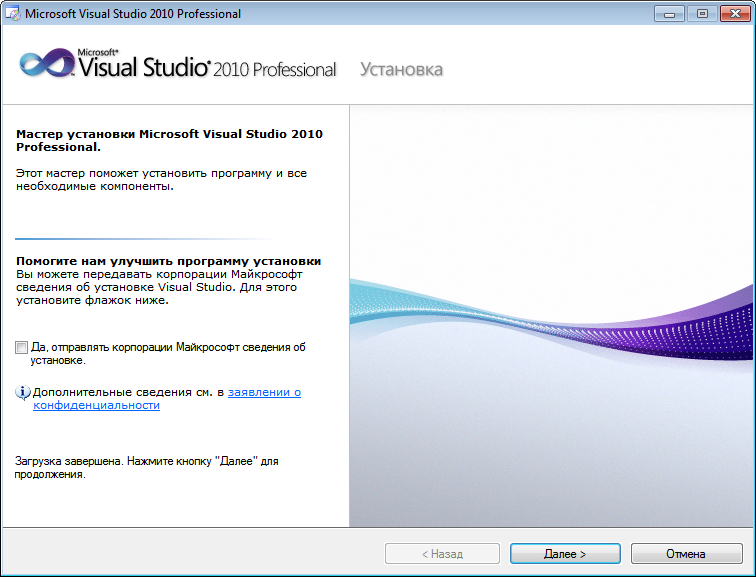 Microsoft Visual Studio 2010 Professional
Microsoft®
Visual Studio® 2010 Professional Установка
Мастер установки Microsoft Visual Studio 2010
Professional.
Этот мастер поможет установить программу и все
необходимые компоненты.
Помогите нам улучшить программу установки
Вы можете передавать корпорации Майкрософт
сведения об установке Visual Studio. Для этого
установите флажок ниже.
Да, отправлять корпорации Майкрософт сведения об
установке.
Дополнительные сведения см. в заявлении о
конфиденциальности
Загрузка завершена. Нажмите кнопку "Далее" для
продолжения.
< Назад Далее > Отмена